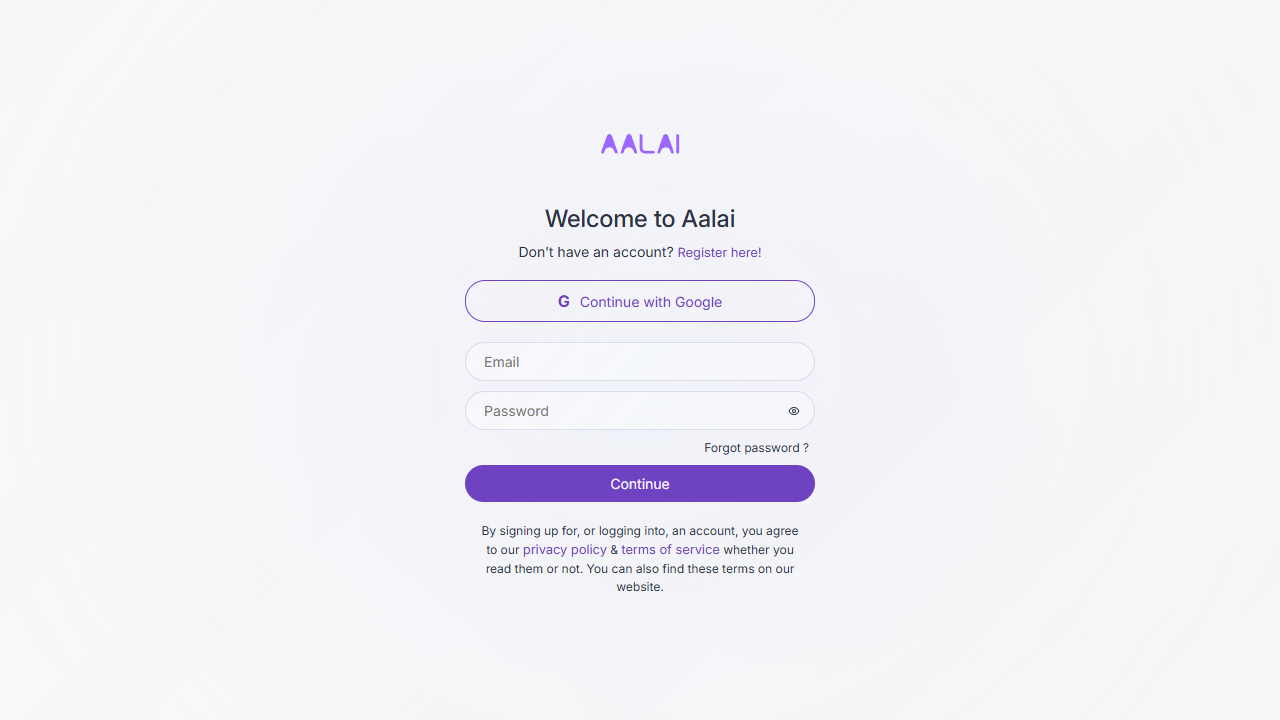 AALAI
Welcome to Aalai
Don’t have an account? Register here!
G Continue with Google
Email
Password
Forgot password ?
Continue
By signing up for, or logging into, an account, you agree
to our privacy policy & terms of service whether you
read them or not. You can also find these terms on our
website.